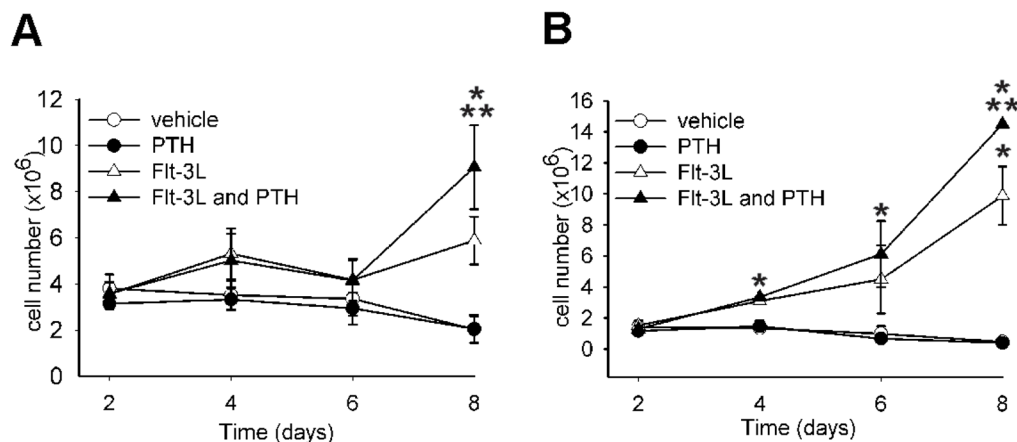 A
cell number (x10^6)
12
10
8
6
4
2
0
vehicle
PTH
Flt-3L
Flt-3L and PTH
*
**
2 4 6 8
Time (days)
B
cell number (x10^6)
16
14
12
10
8
6
4
2
0
vehicle
PTH
Flt-3L
Flt-3L and PTH
*
*
*
**
*
2 4 6 8
Time (days)